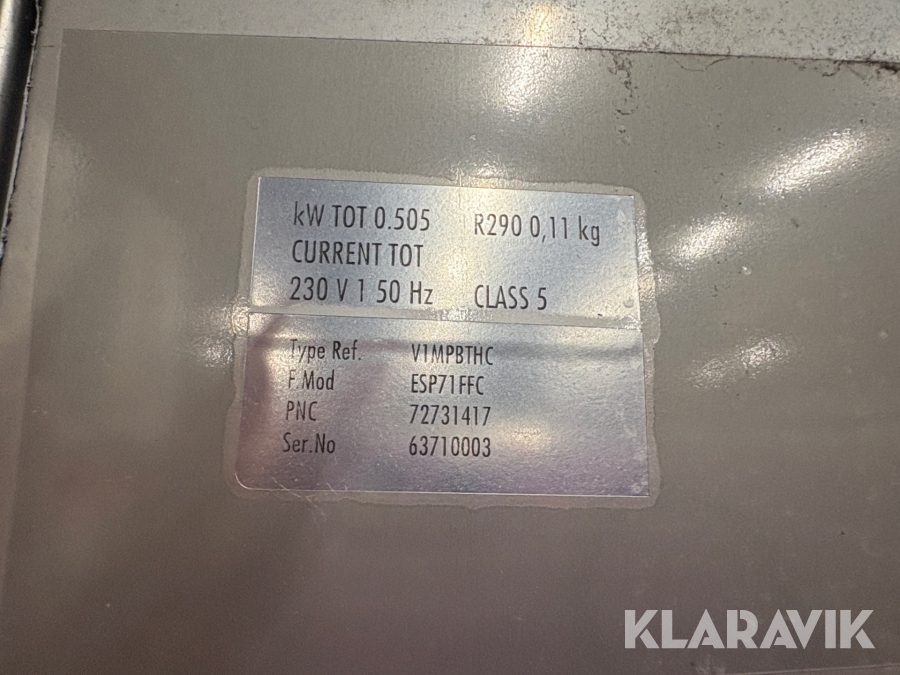 kW TOT 0.505 R290 0,11 kg
CURRENT TOT
230 V 1 50 Hz CLASS 5
Type Ref. V1MPBTHC
F.Mod ESP71FFC
PNC 72731417
Ser.No 63710003
KLARAVIK